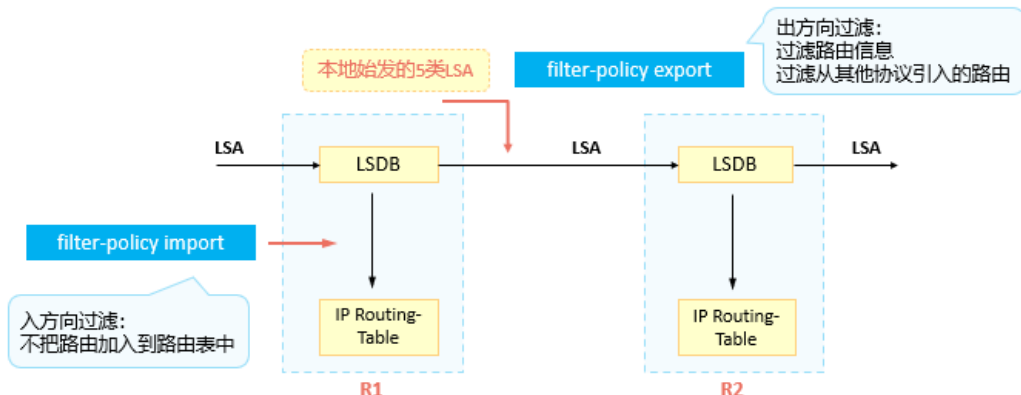 出方向过滤：
过滤路由信息
过滤从其他协议引入的路由
本地始发的5类LSA
filter-policy export
LSA
LSDB
LSA
LSDB
LSA
filter-policy import
入方向过滤：
不把路由加入到路由表中
IP Routing-
Table
IP Routing-
Table
R1
R2